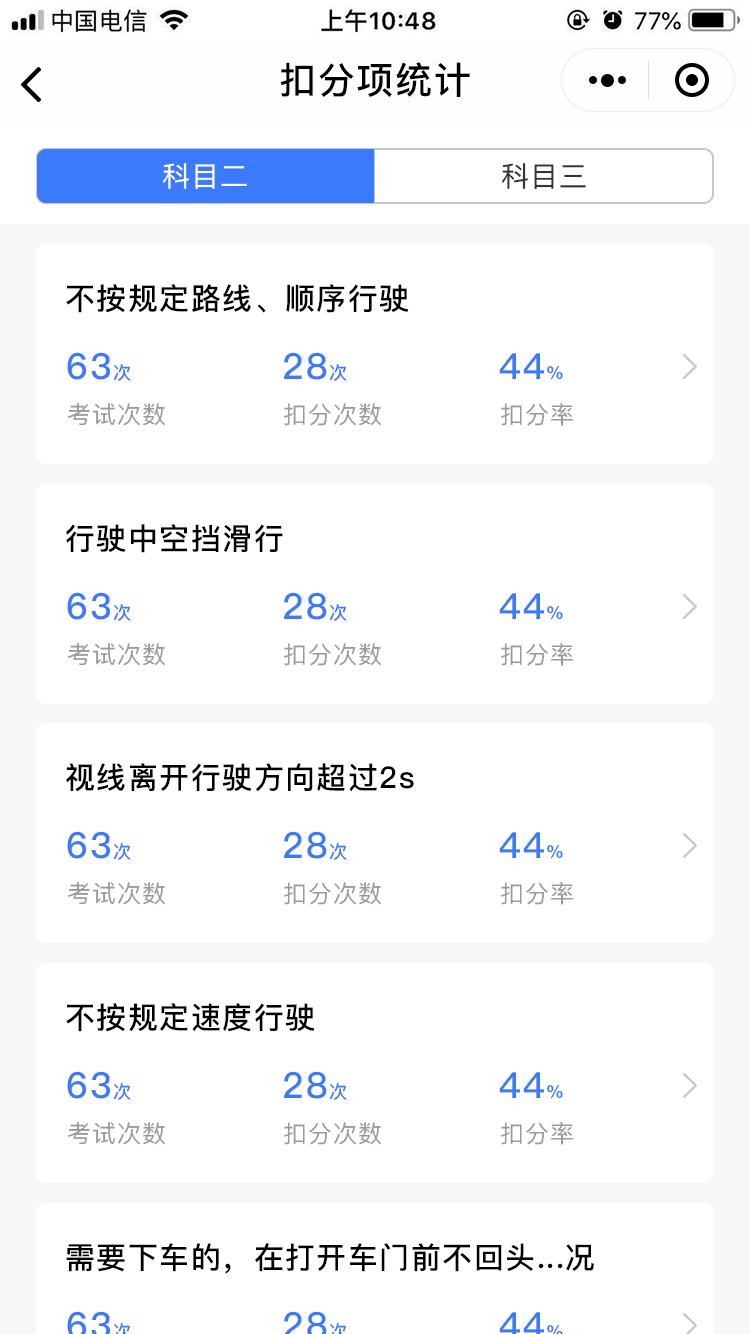 中国电信 上午10:48 77%
扣分项统计
科目二 科目三
不按规定路线、顺序行驶
63次 28次 44%
考试次数 扣分次数 扣分率
行驶中空挡滑行
63次 28次 44%
考试次数 扣分次数 扣分率
视线离开行驶方向超过2s
63次 28次 44%
考试次数 扣分次数 扣分率
不按规定速度行驶
63次 28次 44%
考试次数 扣分次数 扣分率
需要下车的，在打开车门前不回头...况
63次 28次 44%